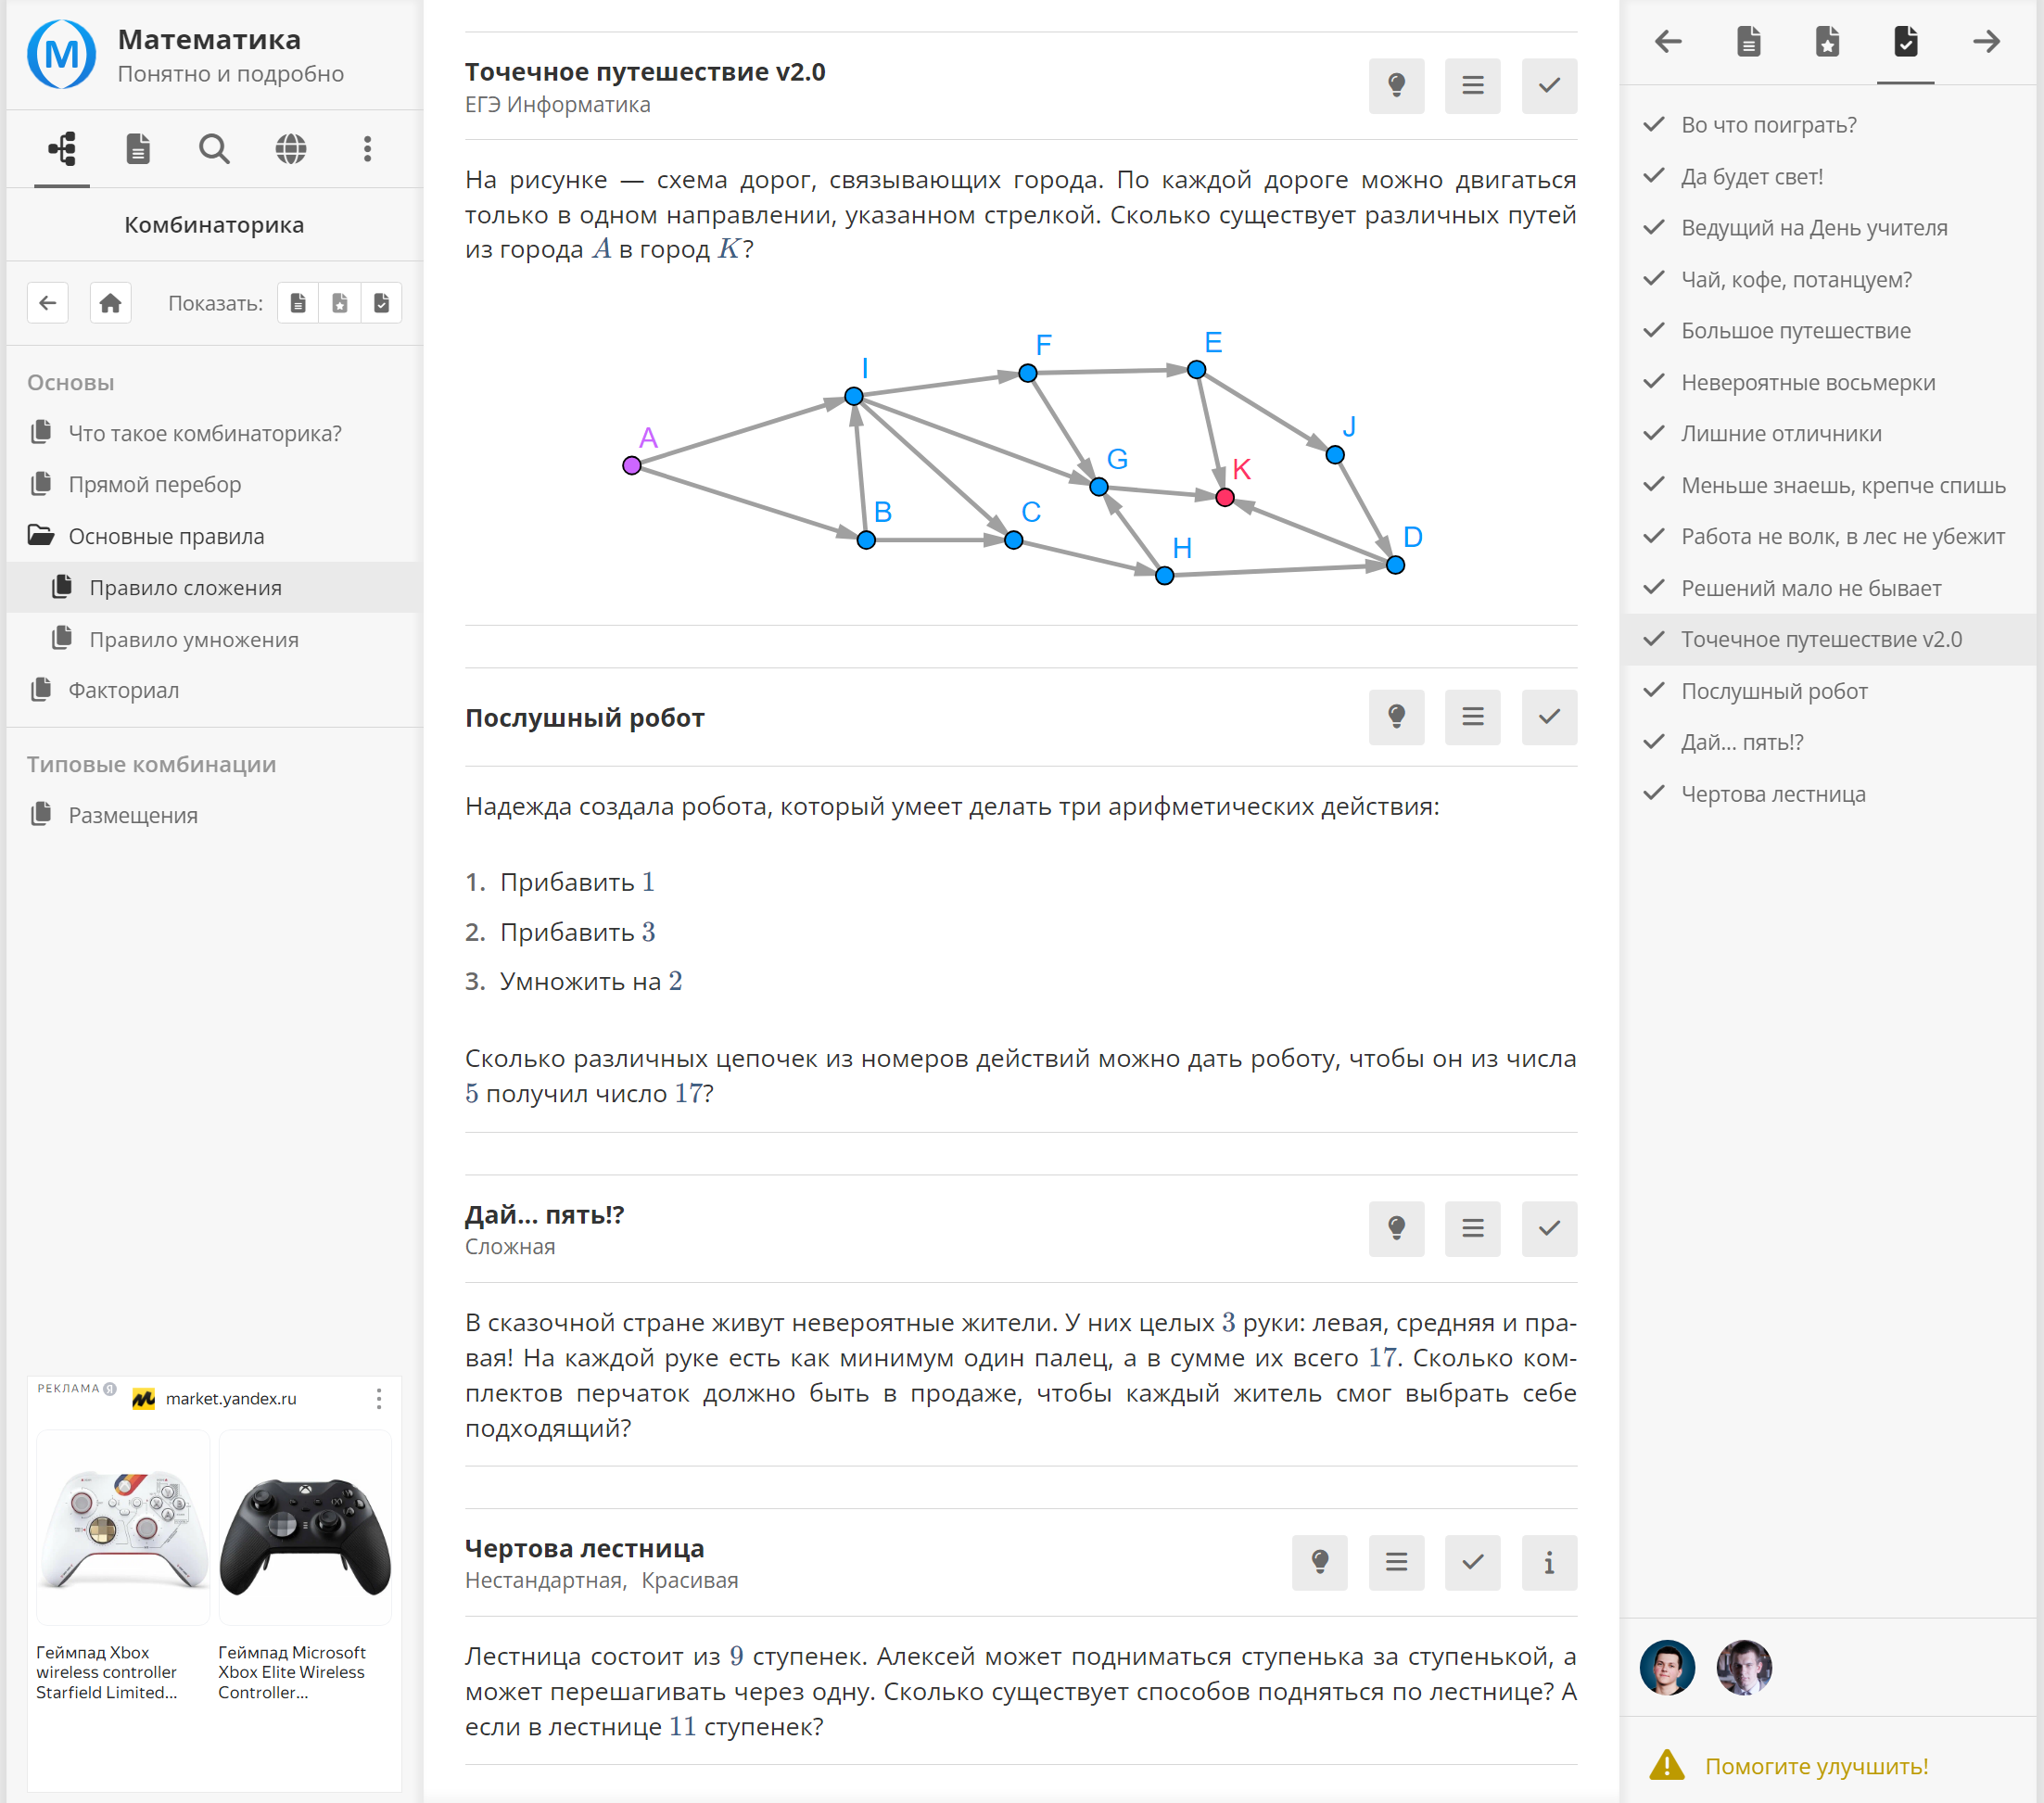 Математика
Понятно и подробно
Комбинаторика
Показать:
Основы
Что такое комбинаторика?
Прямой перебор
Основные правила
Правило сложения
Правило умножения
Факториал
Типовые комбинации
Размещения
РЕКЛАМА
market.yandex.ru
Геймпад Xbox
wireless controller
Starfield Limited...
Геймпад Microsoft
Xbox Elite Wireless
Controller...
Точечное путешествие v2.0
ЕГЭ Информатика
На рисунке — схема дорог, связывающих города. По каждой дороге можно двигаться
только в одном направлении, указанном стрелкой. Сколько существует различных путей
из города A в город K?
A
I
F
E
B
C
G
K
J
H
D
Послушный робот
Надежда создала робота, который умеет делать три арифметических действия:
1. Прибавить 1
2. Прибавить 3
3. Умножить на 2
Сколько различных цепочек из номеров действий можно дать роботу, чтобы он из числа
5 получил число 17?
Дай... пять!?
Сложная
В сказочной стране живут невероятные жители. У них целых 3 руки: левая, средняя и пра-
вая! На каждой руке есть как минимум один палец, а в сумме их всего 17. Сколько ком-
плектов перчаток должно быть в продаже, чтобы каждый житель смог выбрать себе
подходящий?
Чертова лестница
Нестандартная, Красивая
Лестница состоит из 9 ступенек. Алексей может подниматься ступенька за ступенькой, а
может перешагивать через одну. Сколько существует способов подняться по лестнице? А
если в лестнице 11 ступенек?
Во что поиграть?
Да будет свет!
Ведущий на День учителя
Чай, кофе, потанцуем?
Большое путешествие
Невероятные восьмерки
Лишние отличники
Меньше знаешь, крепче спишь
Работа не волк, в лес не убежит
Решений мало не бывает
Точечное путешествие v2.0
Послушный робот
Дай... пять!?
Чертова лестница
Помогите улучшить!